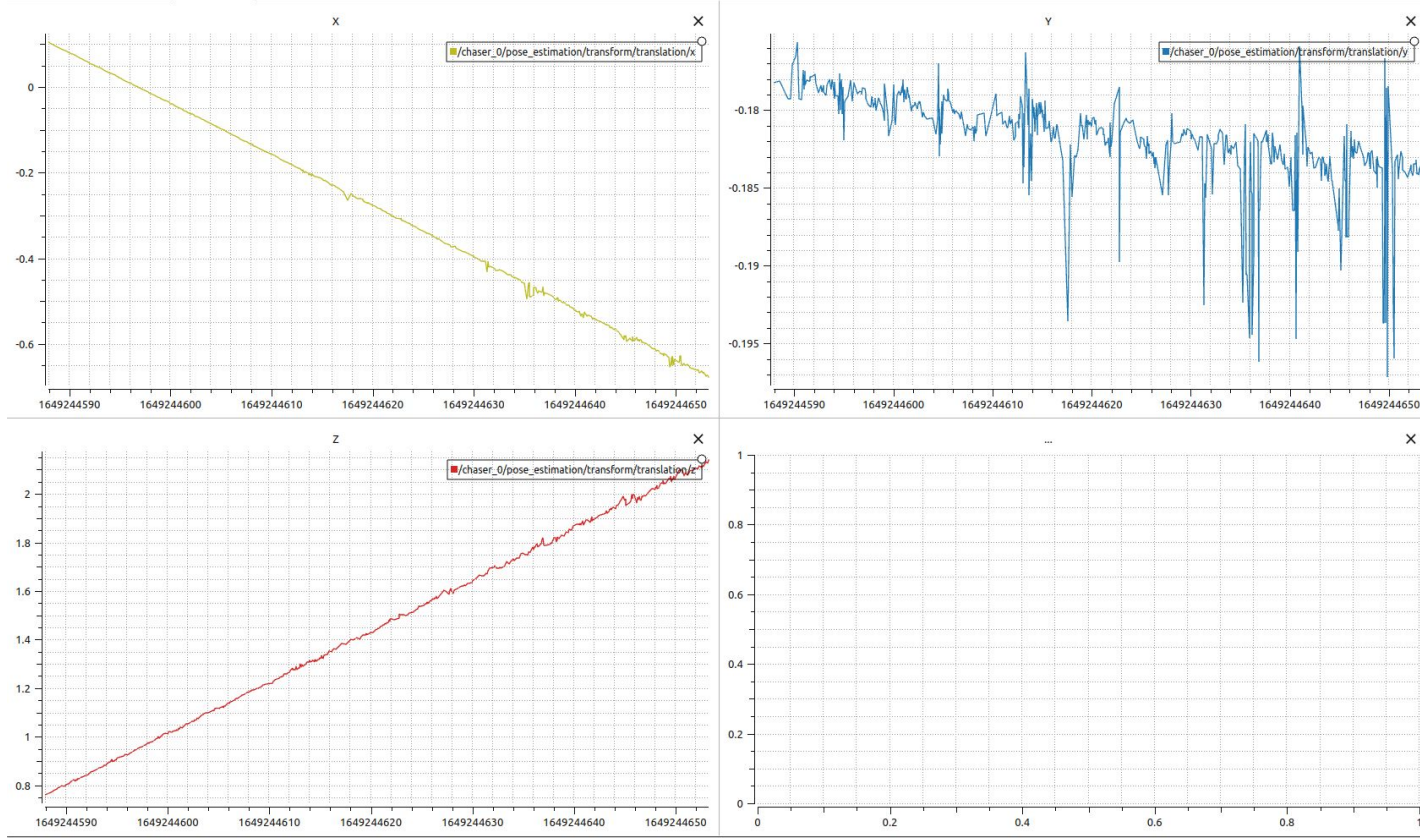 X
/chaser_0/pose_estimation/transform/translation/x
0
-0.2
-0.4
-0.6
1649244590 1649244600 1649244610 1649244620 1649244630 1649244640 1649244650
Y
/chaser_0/pose_estimation/transform/translation/y
-0.18
-0.185
-0.19
-0.195
1649244590 1649244600 1649244610 1649244620 1649244630 1649244640 1649244650
Z
/chaser_0/pose_estimation/transform/translation/z
2
1.8
1.6
1.4
1.2
1
0.8
1649244590 1649244600 1649244610 1649244620 1649244630 1649244640 1649244650
...
1
0.8
0.6
0.4
0.2
0
0 0.2 0.4 0.6 0.8 1